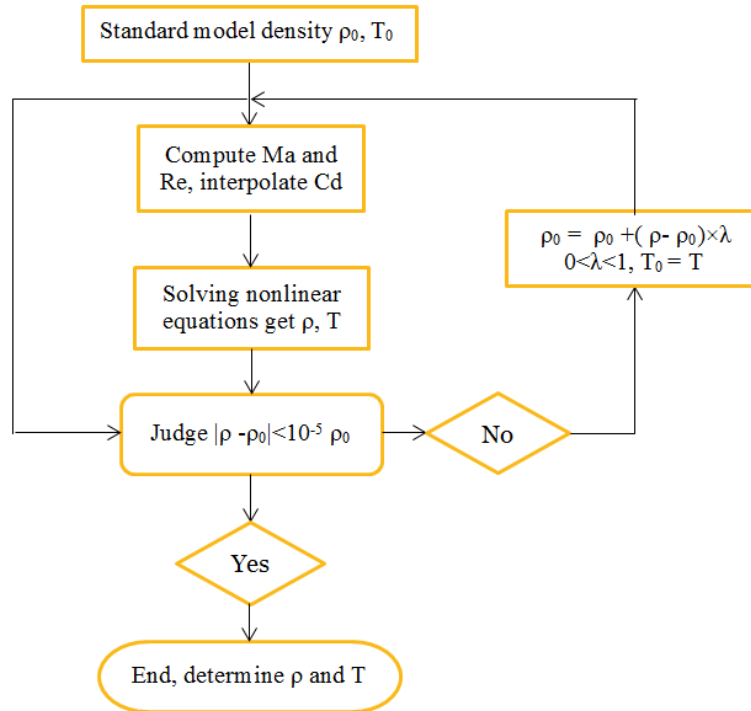 Standard model density ρ₀, T₀
Compute Ma and
Re, interpolate Cd
ρ₀ = ρ₀ +( ρ- ρ₀)×λ
0<λ<1, T₀ = T
Solving nonlinear
equations get ρ, T
Judge |ρ -ρ₀|<10⁻⁵ ρ₀
No
Yes
End, determine ρ and T